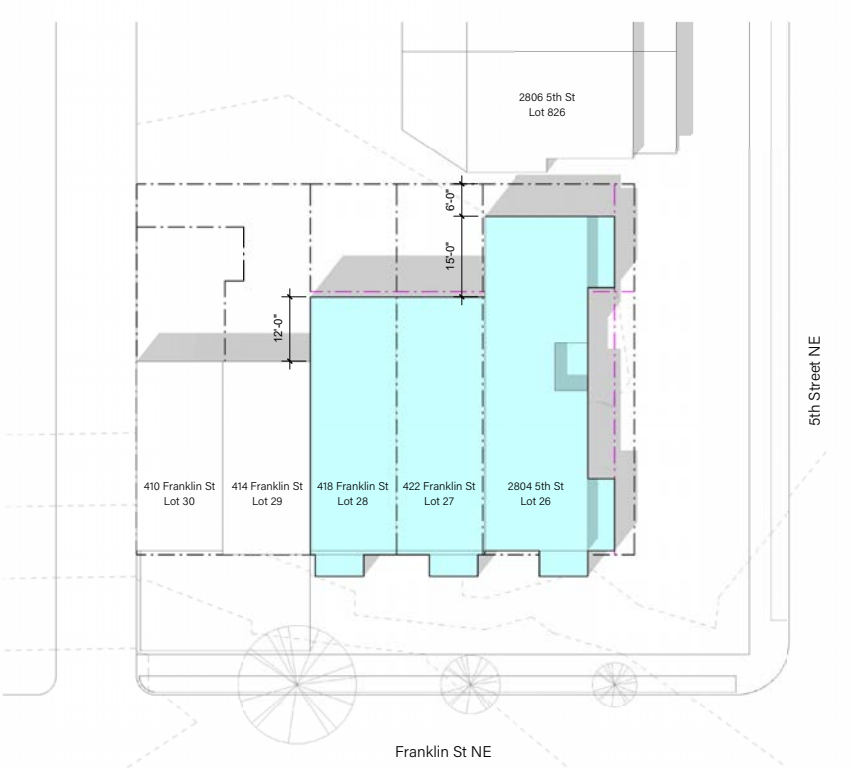 2806 5th St
Lot 826
6'-0"
15'-0"
12'-0"
5th Street NE
410 Franklin St
Lot 30
414 Franklin St
Lot 29
418 Franklin St
Lot 28
422 Franklin St
Lot 27
2804 5th St
Lot 26
Franklin St NE